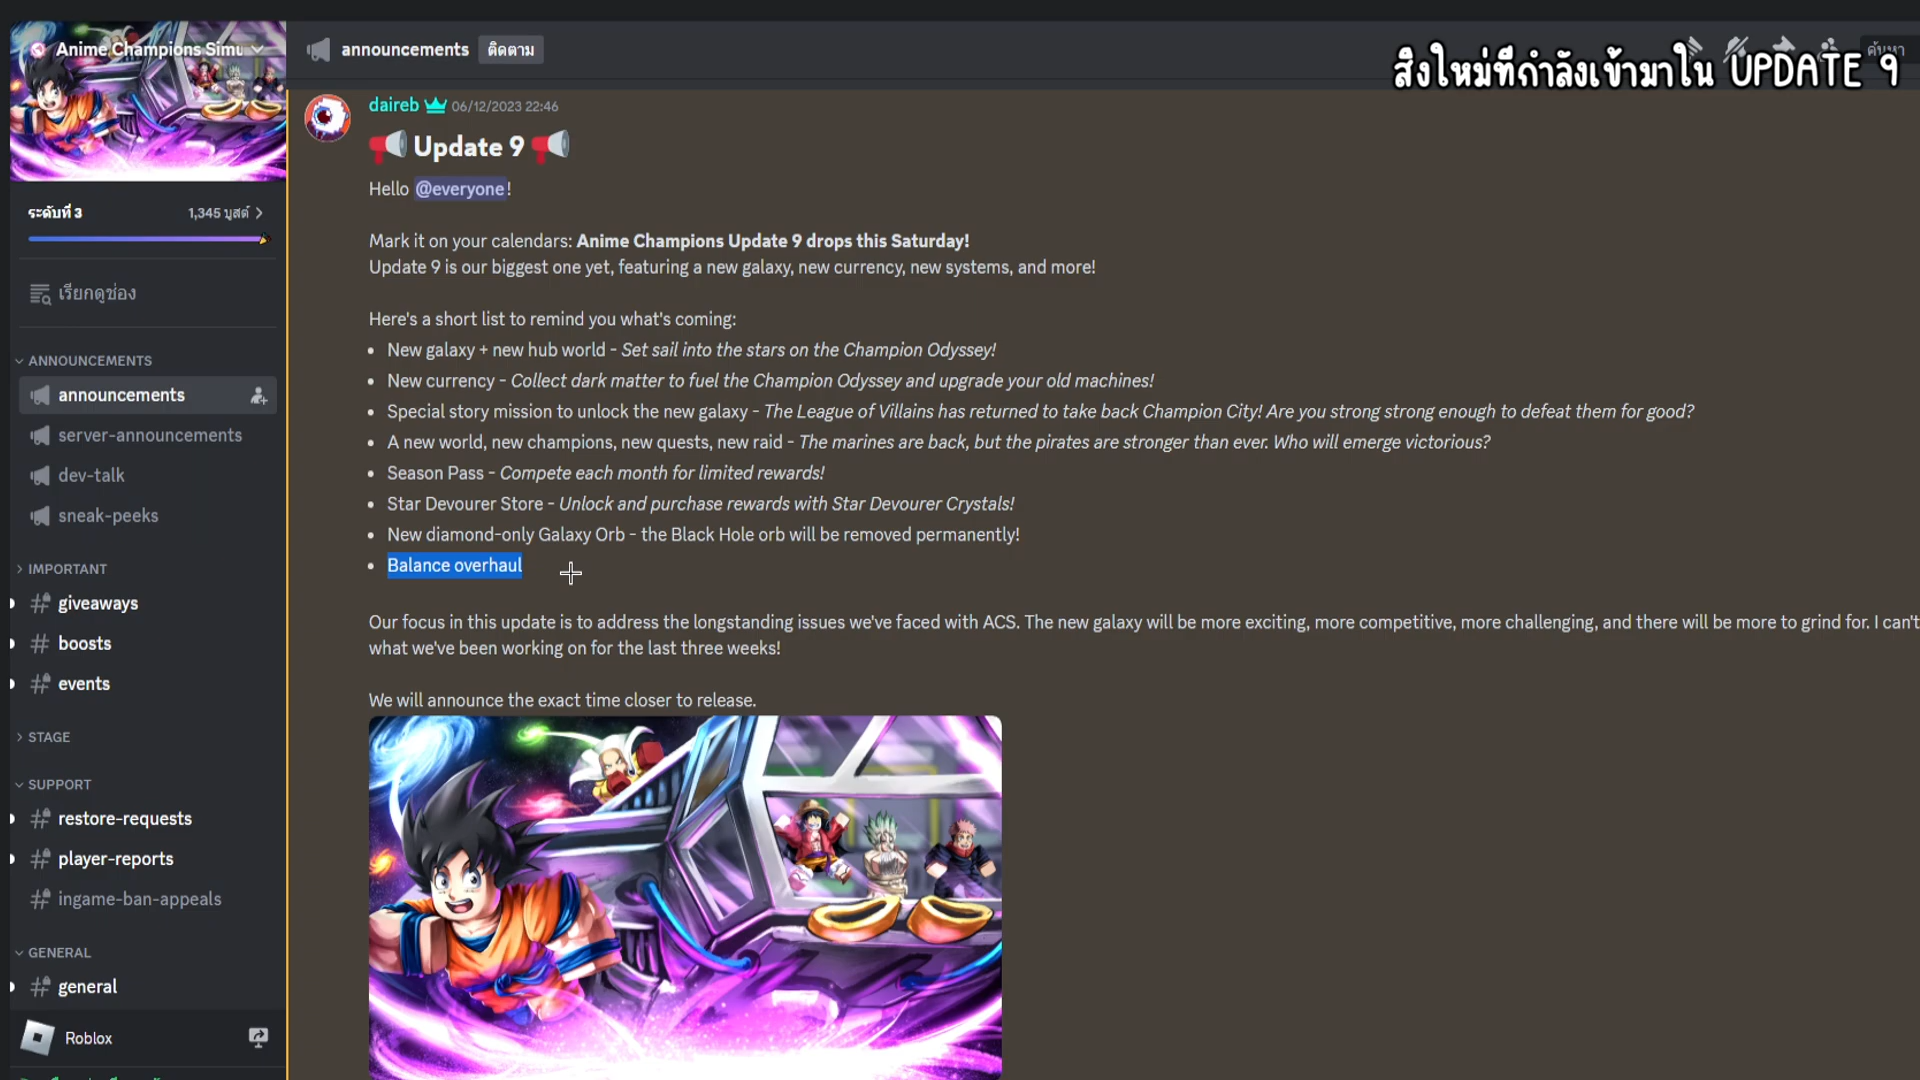 Anime Champions Simu
ระดับที่ 3
1,345 บูสต์
เรียกดูช่อง
ANNOUNCEMENTS
announcements
server-announcements
dev-talk
sneak-peeks
IMPORTANT
giveaways
boosts
events
STAGE
SUPPORT
restore-requests
player-reports
ingame-ban-appeals
GENERAL
general
Roblox
announcements ติดตาม
ค้นหา
สิ่งใหม่ที่กำลังเข้ามาใน UPDATE 9
daireb 06/12/2023 22:46
Update 9
Hello @everyone!
Mark it on your calendars: Anime Champions Update 9 drops this Saturday!
Update 9 is our biggest one yet, featuring a new galaxy, new currency, new systems, and more!
Here's a short list to remind you what's coming:
• New galaxy + new hub world - Set sail into the stars on the Champion Odyssey!
• New currency - Collect dark matter to fuel the Champion Odyssey and upgrade your old machines!
• Special story mission to unlock the new galaxy - The League of Villains has returned to take back Champion City! Are you strong strong enough to defeat them for good?
• A new world, new champions, new quests, new raid - The marines are back, but the pirates are stronger than ever. Who will emerge victorious?
• Season Pass - Compete each month for limited rewards!
• Star Devourer Store - Unlock and purchase rewards with Star Devourer Crystals!
• New diamond-only Galaxy Orb - the Black Hole orb will be removed permanently!
• Balance overhaul
Our focus in this update is to address the longstanding issues we've faced with ACS. The new galaxy will be more exciting, more competitive, more challenging, and there will be more to grind for. I can't
what we've been working on for the last three weeks!
We will announce the exact time closer to release.